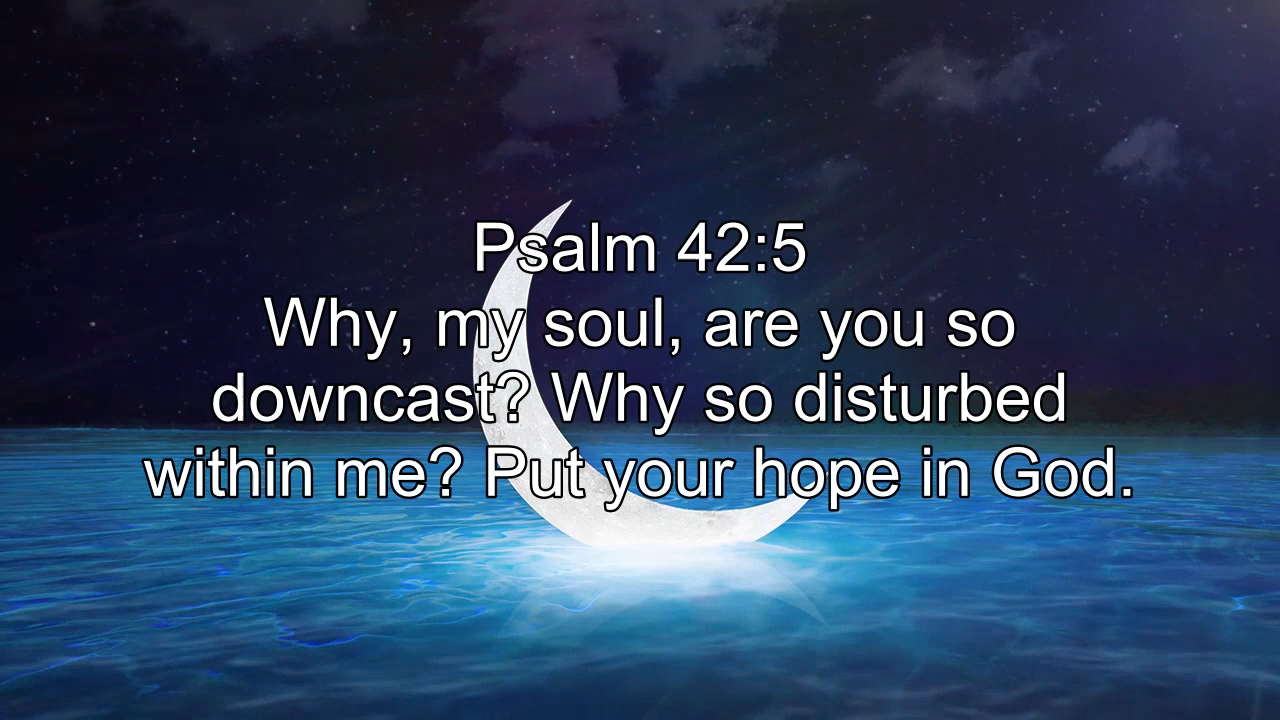 Psalm 42:5
Why, my soul, are you so
downcast? Why so disturbed
within me? Put your hope in God.